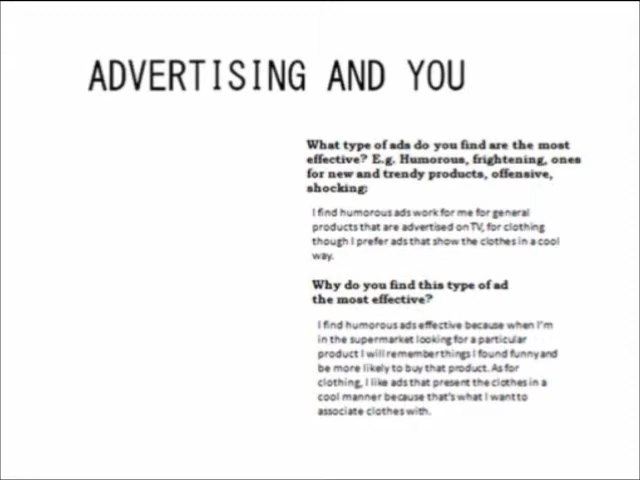 ADVERTISING AND YOU
What type of ads do you find are the most
effective? E.g. Humorous, frightening, ones
for new and trendy products, offensive,
shocking:
I find humorous ads work for me for general
products that are advertised on TV, for clothing
though I prefer ads that show the clothes in a cool
way.
Why do you find this type of ad
the most effective?
I find humorous ads effective because when I'm
in the supermarket looking for a particular
product I will remember things I found funny and
be more likely to buy that product. As for
clothing, I like ads that present the clothes in a
cool manner because that's what I want to
associate clothes with.